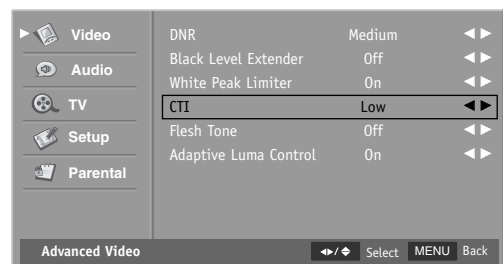 Video
Audio
TV
Setup
Parental
DNR Medium
Black Level Extender Off
White Peak Limiter On
CTI Low
Flesh Tone Off
Adaptive Luma Control On
Advanced Video
Select MENU Back